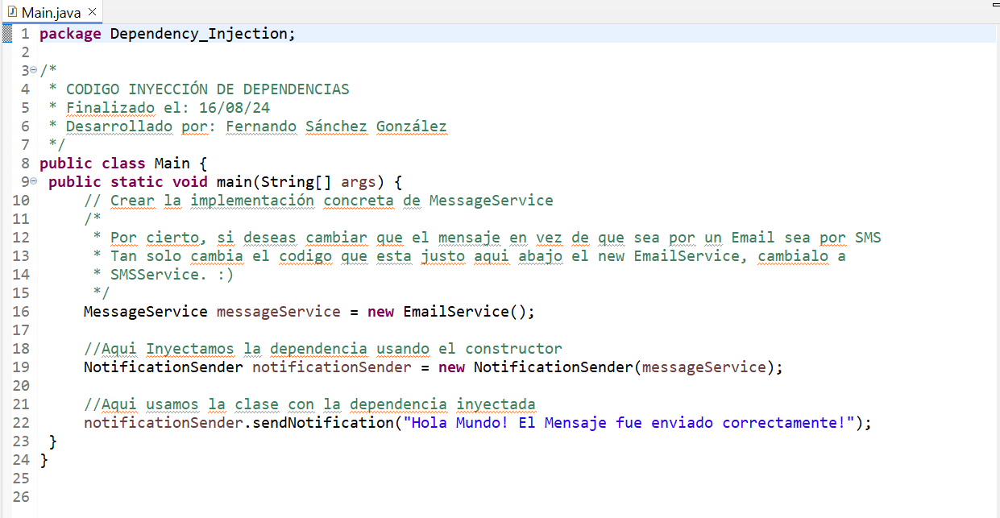 Main.java
1 package Dependency_Injection;
2
3 /*
4  * CODIGO INYECCIÓN DE DEPENDENCIAS
5  * Finalizado el: 16/08/24
6  * Desarrollado por: Fernando Sánchez González
7  */
8 public class Main {
9  public static void main(String[] args) {
10      // Crear la implementación concreta de MessageService
11      /*
12       * Por cierto, si deseas cambiar que el mensaje en vez de que sea por un Email sea por SMS
13       * Tan solo cambia el codigo que esta justo aqui abajo el new EmailService, cambialo a
14       * SMSService. :)
15       */
16      MessageService messageService = new EmailService();
17
18      //Aqui Inyectamos la dependencia usando el constructor
19      NotificationSender notificationSender = new NotificationSender(messageService);
20
21      //Aqui usamos la clase con la dependencia inyectada
22      notificationSender.sendNotification("Hola Mundo! El Mensaje fue enviado correctamente!");
23  }
24 }
25
26